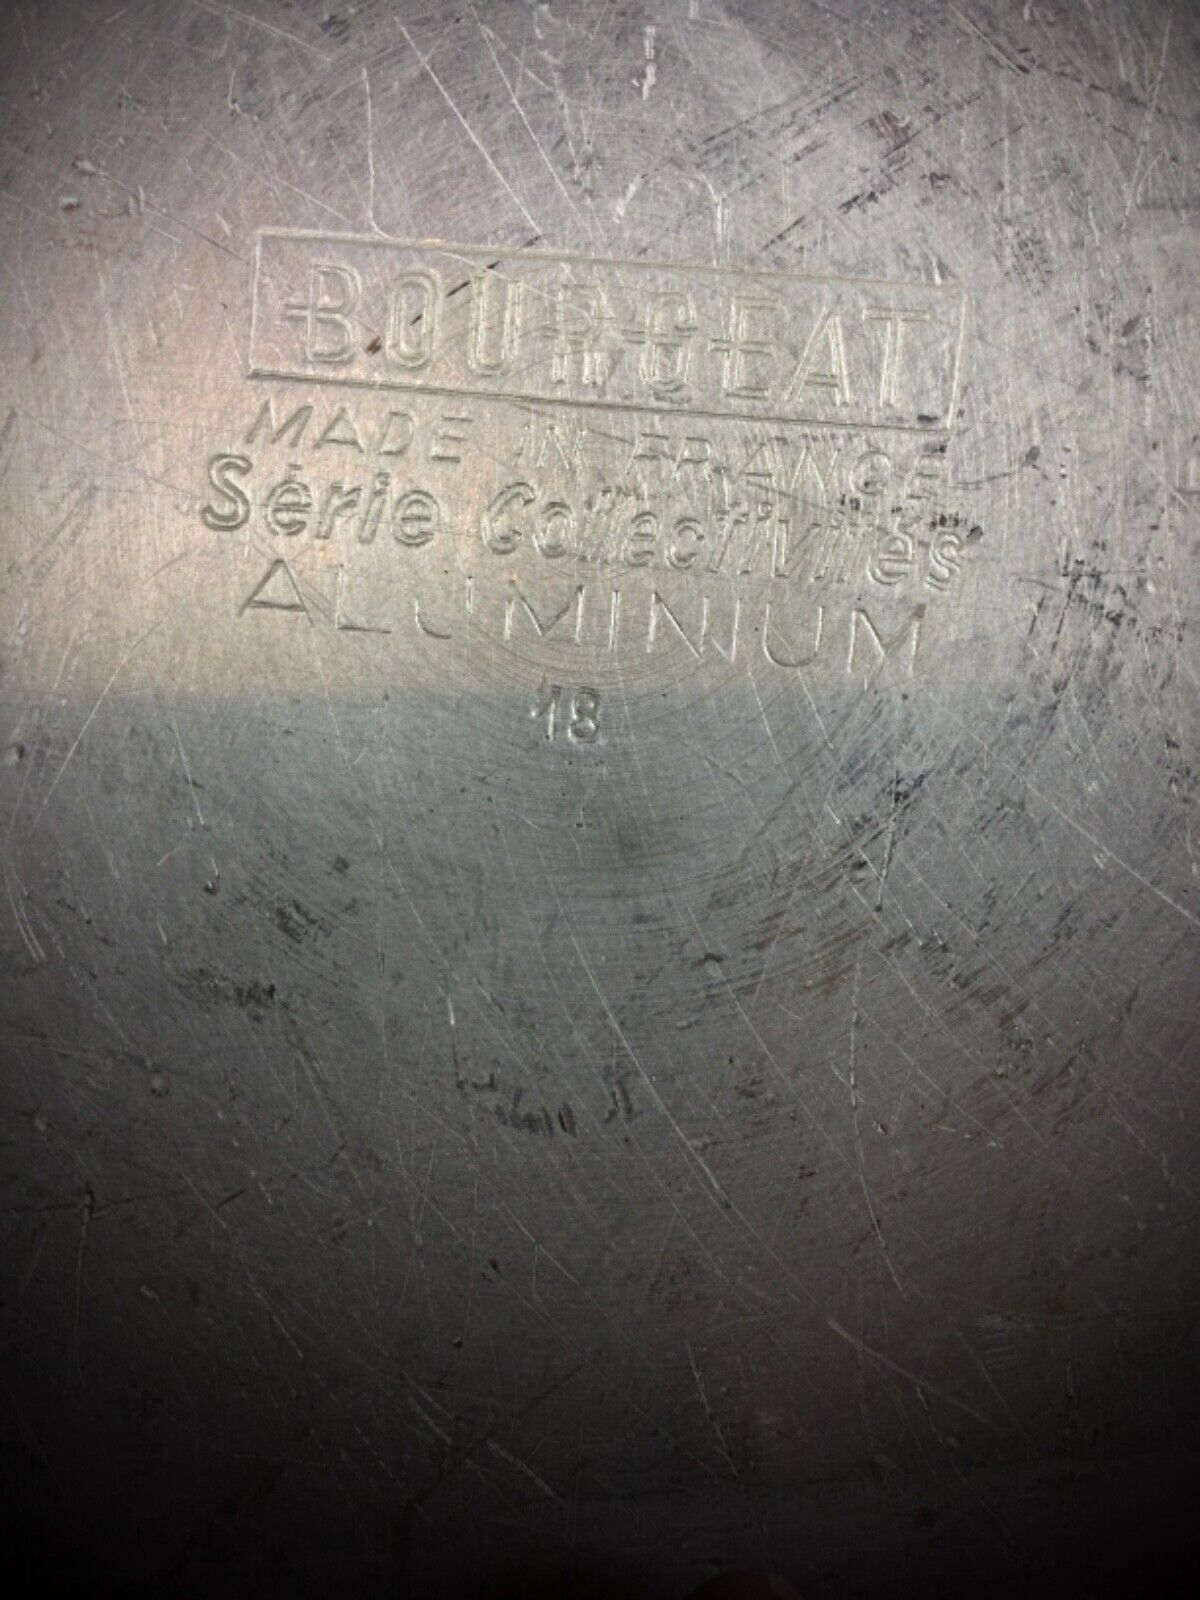 BOURGEAT
MADE IN FRANCE
Série Collectivités
ALUMINIUM
18